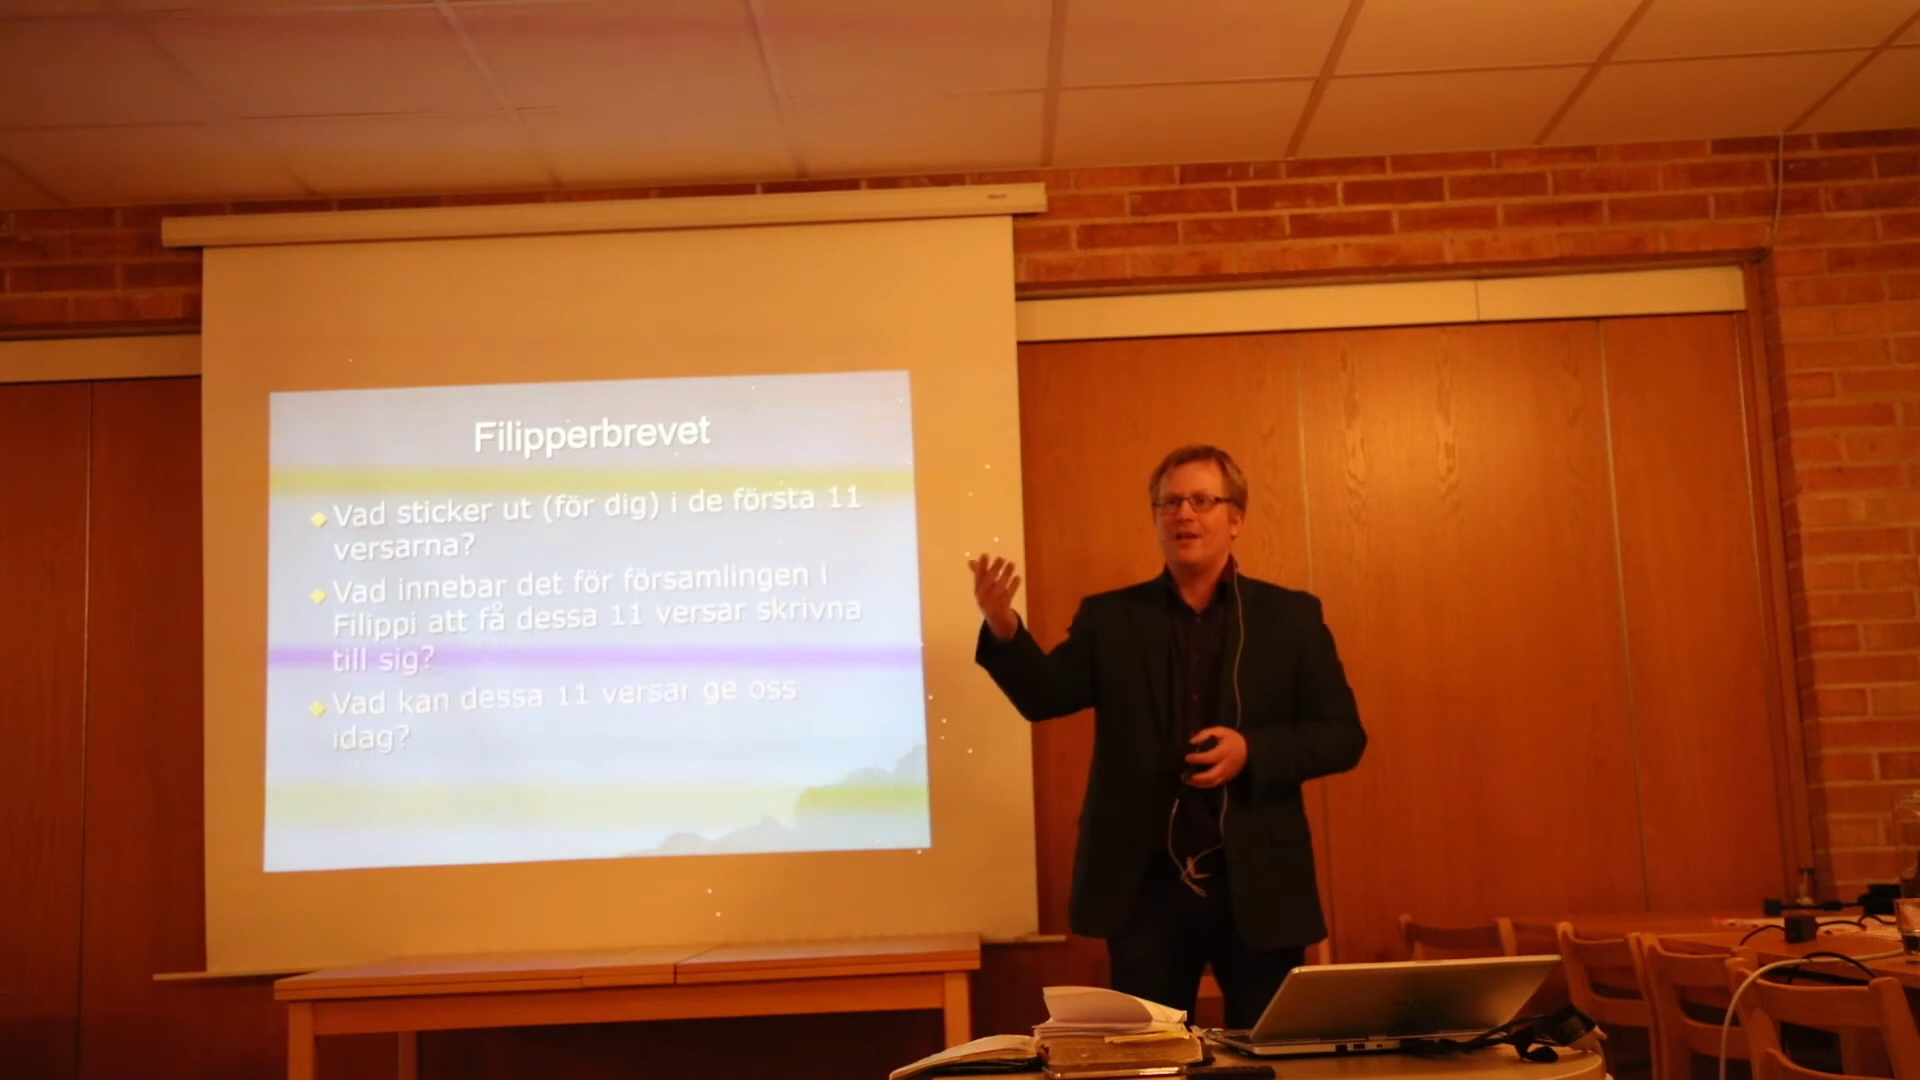 Filipperbrevet
Vad sticker ut (för dig) i de första 11
versarna?
Vad innebar det för församlingen i
Filippi att få dessa 11 versar skrivna
till sig?
Vad kan dessa 11 versar ge oss
idag?